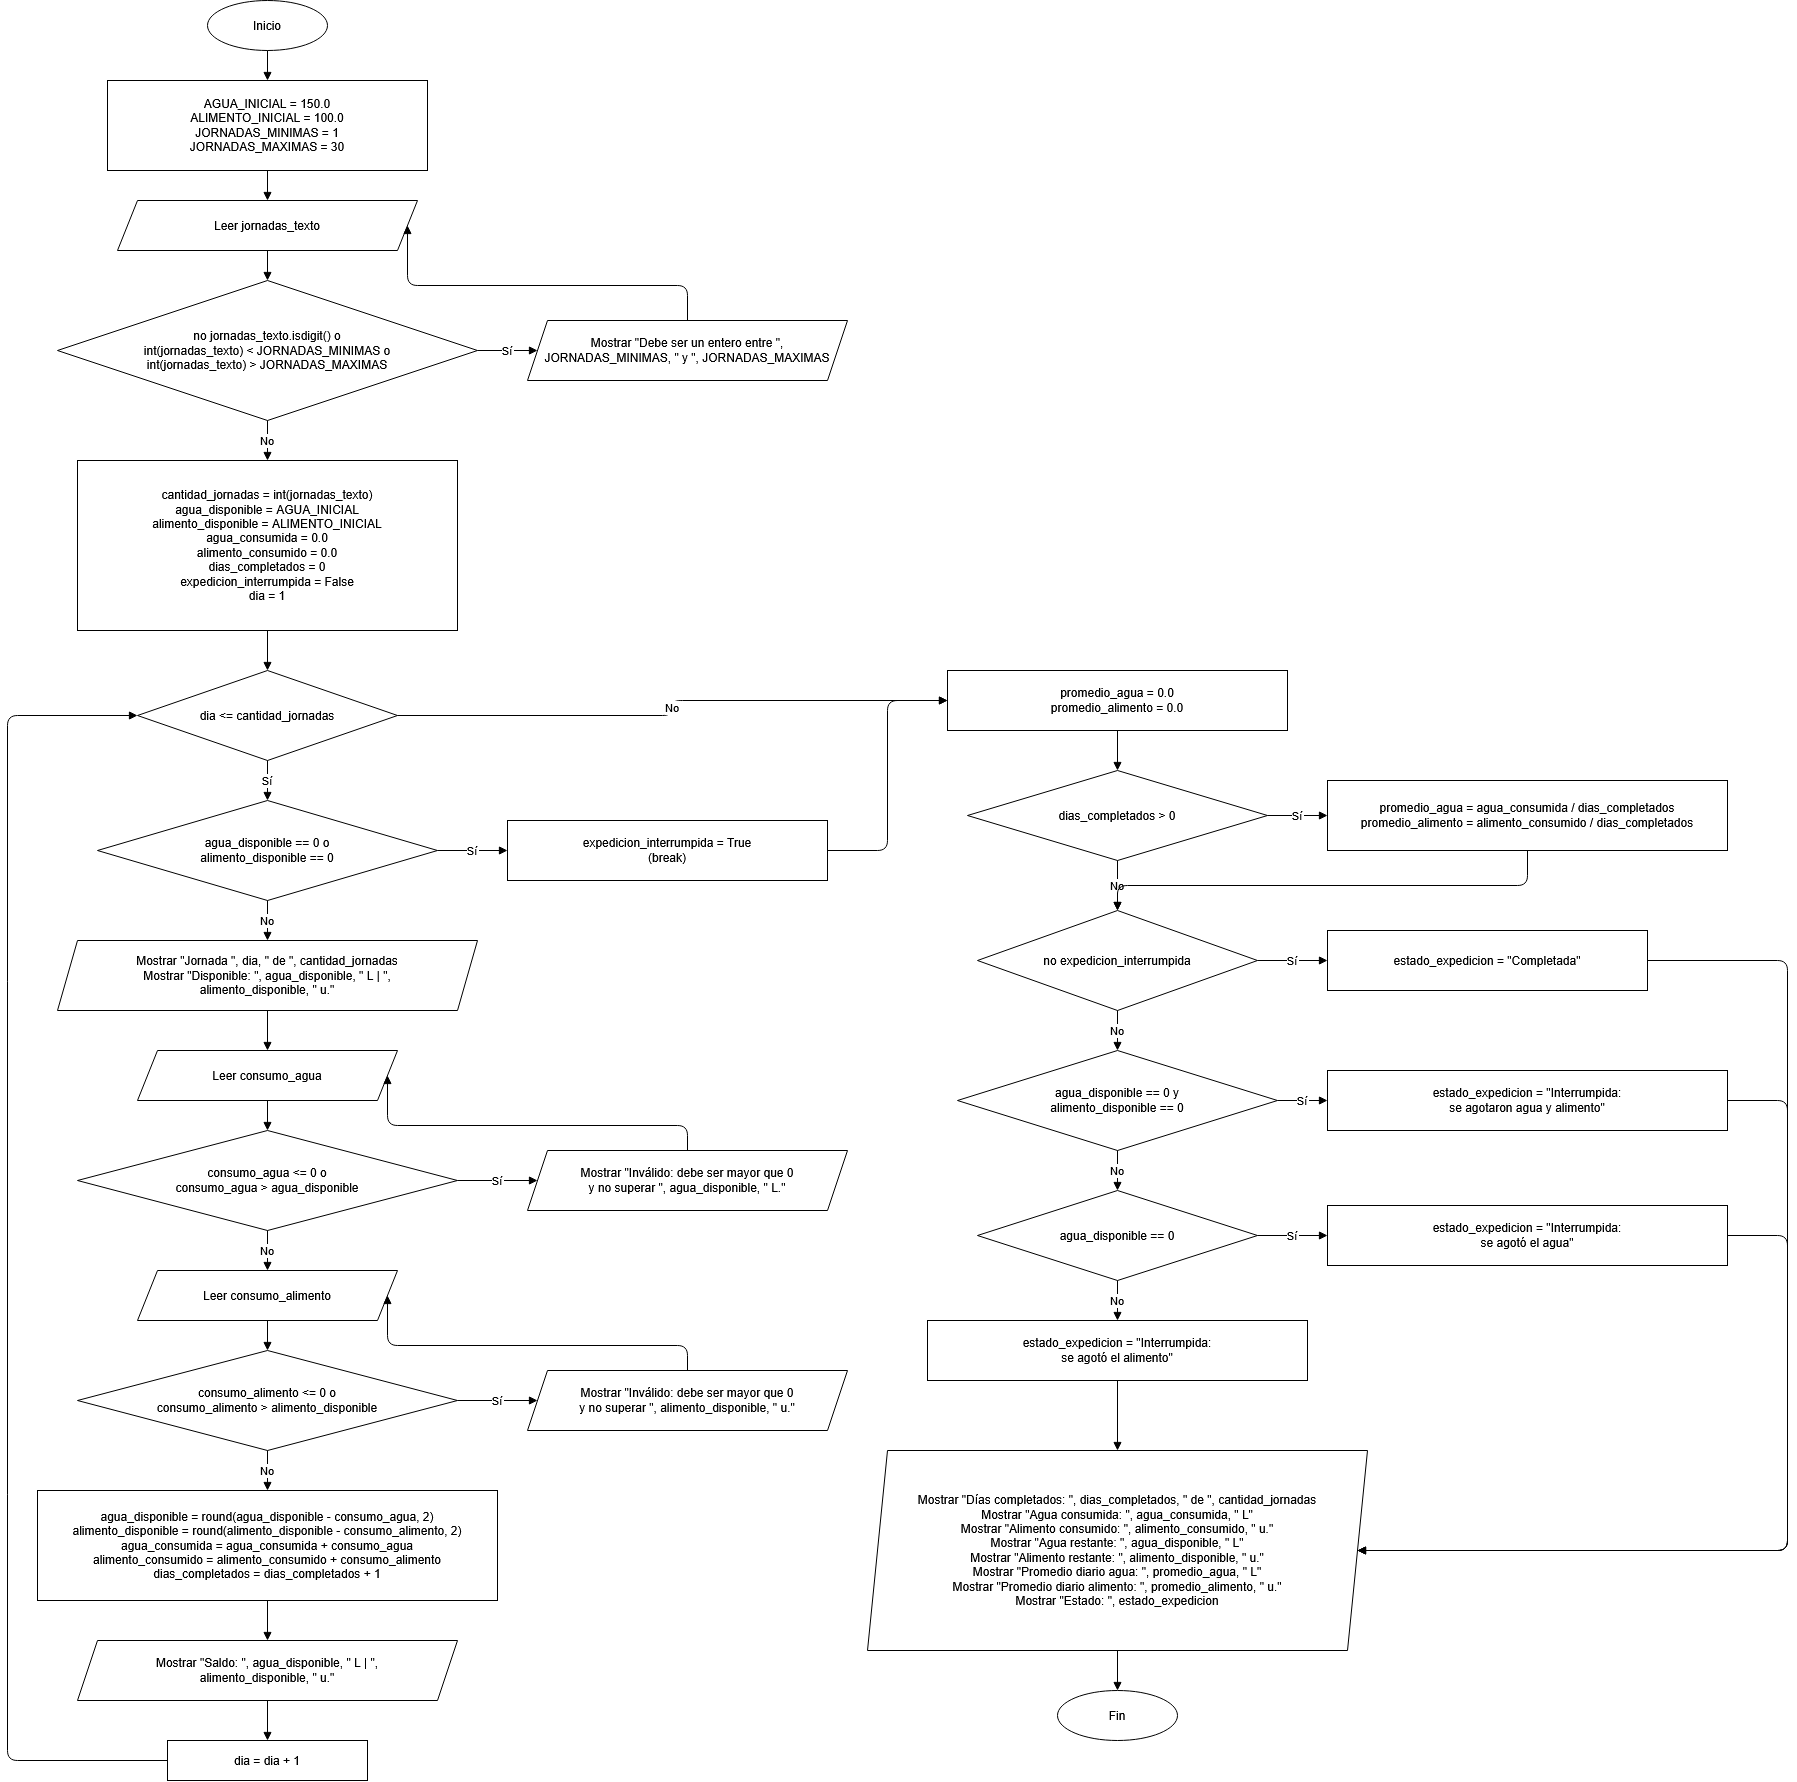 Inicio
AGUA_INICIAL = 150.0
ALIMENTO_INICIAL = 100.0
JORNADAS_MINIMAS = 1
JORNADAS_MAXIMAS = 30
Leer jornadas_texto
no jornadas_texto.isdigit() o
int(jornadas_texto) < JORNADAS_MINIMAS o
int(jornadas_texto) > JORNADAS_MAXIMAS
Sí
Mostrar "Debe ser un entero entre ",
JORNADAS_MINIMAS, " y ", JORNADAS_MAXIMAS
No
cantidad_jornadas = int(jornadas_texto)
agua_disponible = AGUA_INICIAL
alimento_disponible = ALIMENTO_INICIAL
agua_consumida = 0.0
alimento_consumido = 0.0
dias_completados = 0
expedicion_interrumpida = False
dia = 1
dia <= cantidad_jornadas
No
Sí
agua_disponible == 0 o
alimento_disponible == 0
Sí
expedicion_interrumpida = True
(break)
No
Mostrar "Jornada ", dia, " de ", cantidad_jornadas
Mostrar "Disponible: ", agua_disponible, " L | ",
alimento_disponible, " u."
Leer consumo_agua
consumo_agua <= 0 o
consumo_agua > agua_disponible
Sí
Mostrar "Inválido: debe ser mayor que 0
y no superar ", agua_disponible, " L."
No
Leer consumo_alimento
consumo_alimento <= 0 o
consumo_alimento > alimento_disponible
Sí
Mostrar "Inválido: debe ser mayor que 0
y no superar ", alimento_disponible, " u."
No
agua_disponible = round(agua_disponible - consumo_agua, 2)
alimento_disponible = round(alimento_disponible - consumo_alimento, 2)
agua_consumida = agua_consumida + consumo_agua
alimento_consumido = alimento_consumido + consumo_alimento
dias_completados = dias_completados + 1
Mostrar "Saldo: ", agua_disponible, " L | ",
alimento_disponible, " u."
dia = dia + 1
promedio_agua = 0.0
promedio_alimento = 0.0
dias_completados > 0
Sí
promedio_agua = agua_consumida / dias_completados
promedio_alimento = alimento_consumido / dias_completados
No
no expedicion_interrumpida
Sí
estado_expedicion = "Completada"
No
agua_disponible == 0 y
alimento_disponible == 0
Sí
estado_expedicion = "Interrumpida:
se agotaron agua y alimento"
No
agua_disponible == 0
Sí
estado_expedicion = "Interrumpida:
se agotó el agua"
No
estado_expedicion = "Interrumpida:
se agotó el alimento"
Mostrar "Días completados: ", dias_completados, " de ", cantidad_jornadas
Mostrar "Agua consumida: ", agua_consumida, " L"
Mostrar "Alimento consumido: ", alimento_consumido, " u."
Mostrar "Agua restante: ", agua_disponible, " L"
Mostrar "Alimento restante: ", alimento_disponible, " u."
Mostrar "Promedio diario agua: ", promedio_agua, " L"
Mostrar "Promedio diario alimento: ", promedio_alimento, " u."
Mostrar "Estado: ", estado_expedicion
Fin